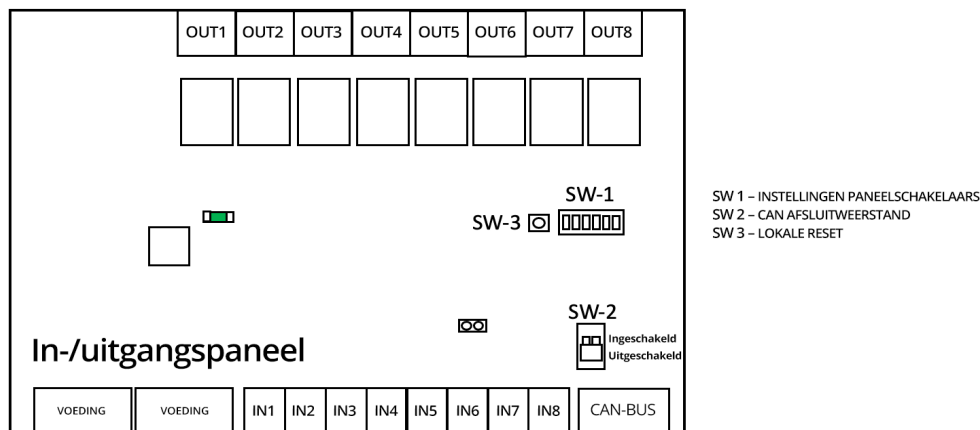 OUT1 OUT2 OUT3 OUT4 OUT5 OUT6 OUT7 OUT8
SW-1
SW-3
SW 1 – INSTELLINGEN PANEELSCHAKELAARS
SW 2 – CAN AFSLUITWEERSTAND
SW 3 – LOKALE RESET
SW-2
Ingeschakeld
Uitgeschakeld
In-/uitgangspaneel
VOEDING VOEDING IN1 IN2 IN3 IN4 IN5 IN6 IN7 IN8 CAN-BUS